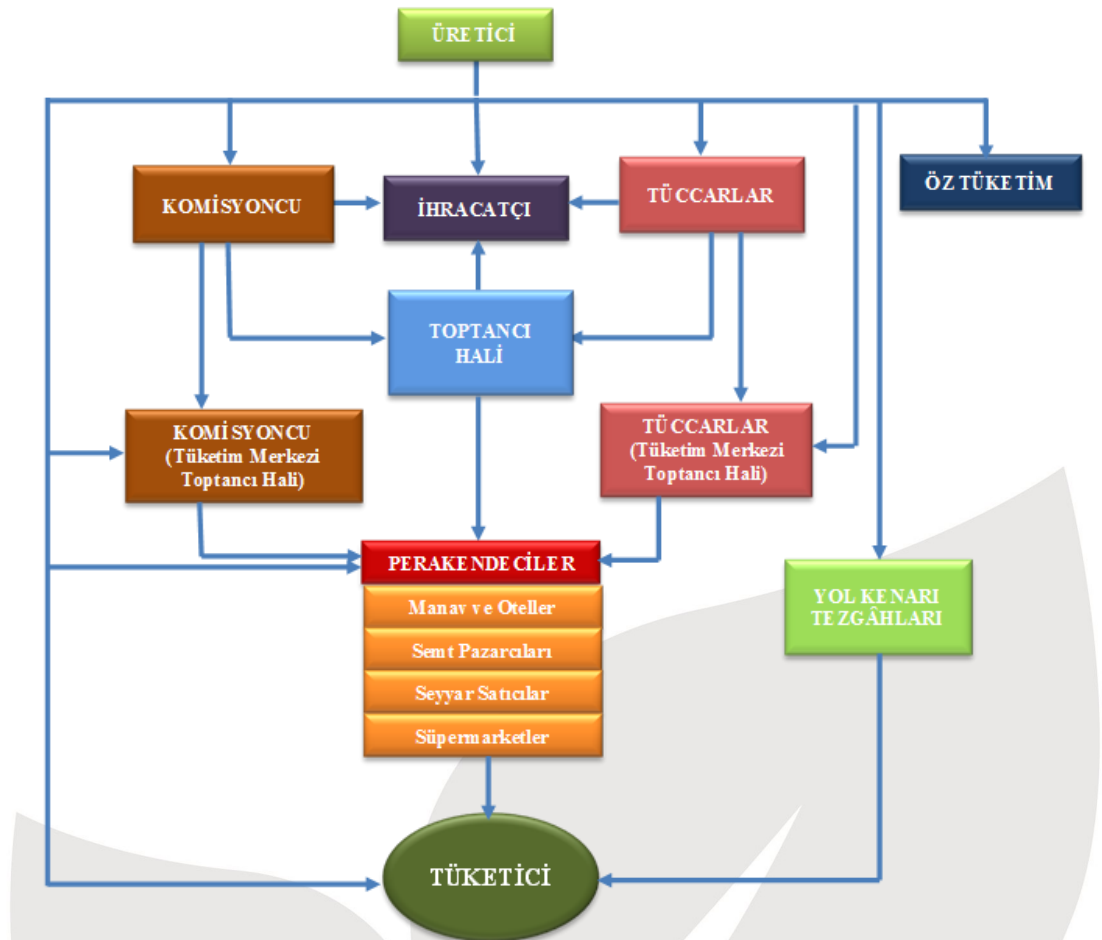 ÜRETİCİ
KOMİSYONCU
İHRACATÇI
TÜCCARLAR
ÖZ TÜKETİM
TOPTANCI
HALİ
KOMİSYONCU
(Tüketim Merkezi
Toptancı Hali)
TÜCCARLAR
(Tüketim Merkezi
Toptancı Hali)
PERAKENDECİLER
Manav ve Oteller
Semt Pazarcıları
Seyyar Satıcılar
Süpermarketler
YOL KENARI
TEZGÂHLARI
TÜKETİCİ